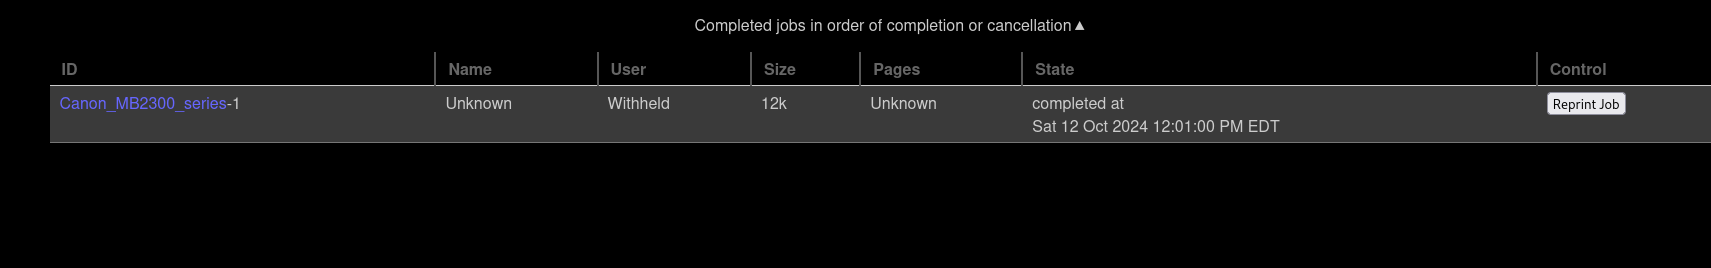 Completed jobs in order of completion or cancellation▲
ID Name User Size Pages State Control
Canon_MB2300_series-1 Unknown Withheld 12k Unknown completed at Reprint Job
Sat 12 Oct 2024 12:01:00 PM EDT